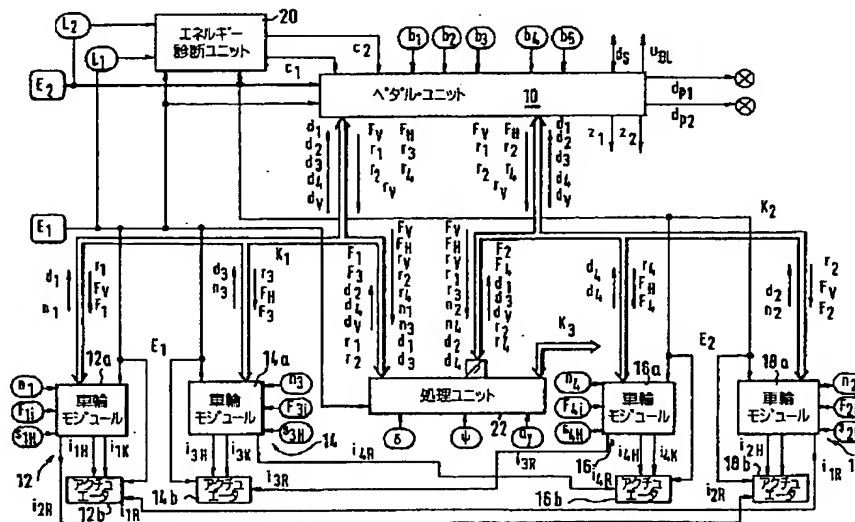 L2
エネルギー
診断ユニット
20
L1
c2
c1
b1 b2 b3 b4 b5
dS uBL
E2
ペダル・ユニット 10
dP1
dP2
z1 z2
d1 d2 d3 d4 dV
FV r1 r2 rV
FH r3 r4
FV r1 r2 rV
FH r2 r4
d1 d2 d3 d4 dV
E1
K1
K2
K3
d1 n1
r1 FV F1
d3 n3
r3 FH F3
F1 F3 d2 d4 dV r1 r2
FV FH rV r2 r4 n1 n3 d1 d3
FV FH rV r1 r3 n4 n2 d2 d4
F2 F4 d1 d3 dV r2 r4
d4 d4
r4 FH F4
d2 n2
r2 FV F2
E1
E2
12a
14a
16a
18a
n1
F1i
s1H
車輪
モジュール
n3
F3i
s3H
車輪
モジュール
処理ユニット
22
δ ψ ay
n4
F4i
s4H
車輪
モジュール
車輪
モジュール
12
14
16
i1H i1K
i3H i3K
i4R
i3R
i4H i4K
i2H
i2R
i1R
アクチュ
エータ
12b
i1R
アクチュ
エータ
14b
i3R
アクチュ
エータ
16b
i4R
アクチュ
エータ
18b
i2R